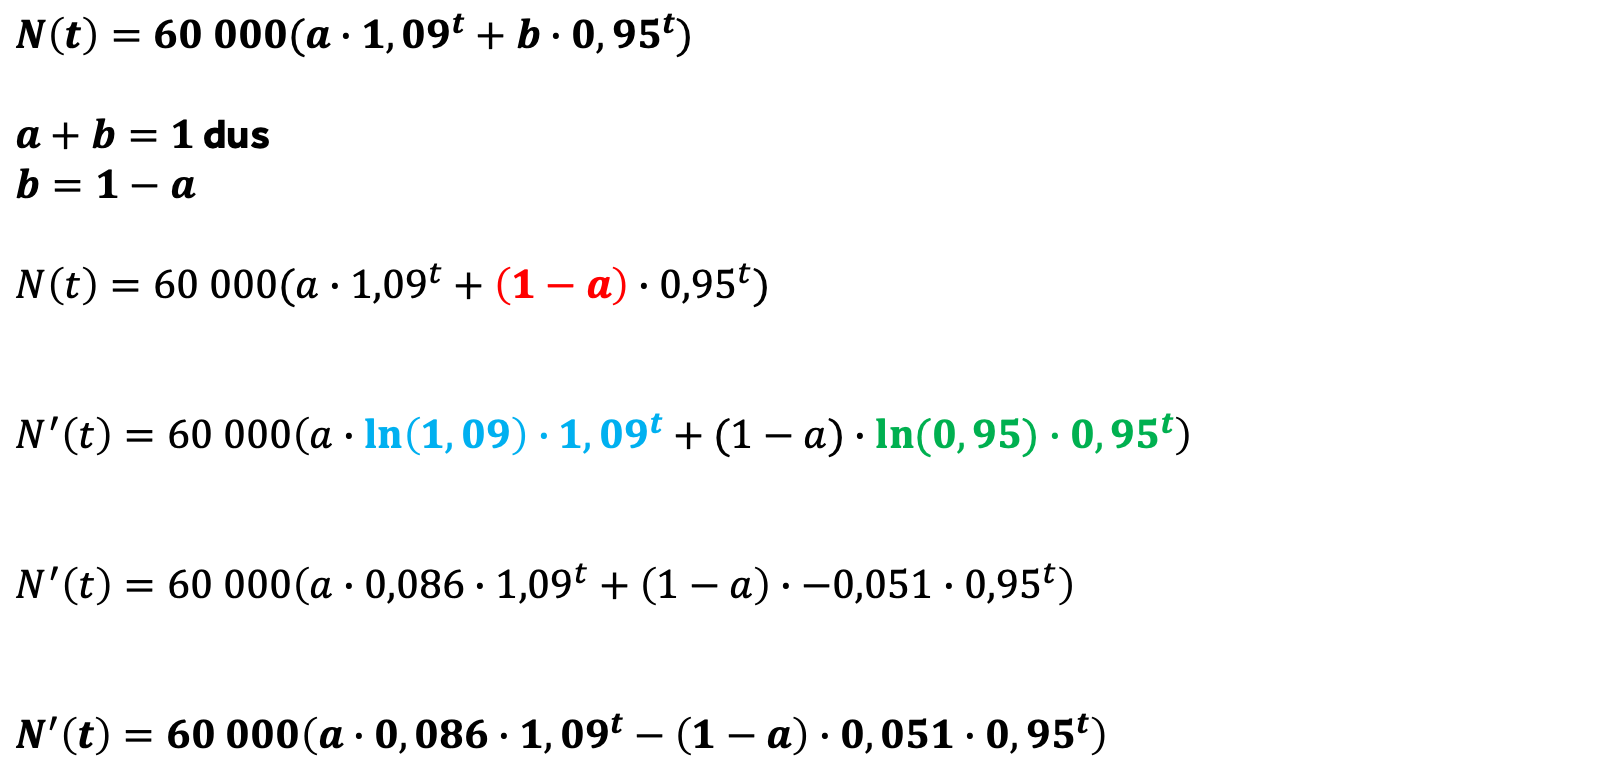 N(t) = 60 000(a · 1,09^t + b · 0,95^t)
a + b = 1 dus
b = 1 − a
N(t) = 60 000(a · 1,09^t + (1 − a) · 0,95^t)
N′(t) = 60 000(a · ln(1,09) · 1,09^t + (1 − a) · ln(0,95) · 0,95^t)
N′(t) = 60 000(a · 0,086 · 1,09^t + (1 − a) · −0,051 · 0,95^t)
N′(t) = 60 000(a · 0,086 · 1,09^t − (1 − a) · 0,051 · 0,95^t)